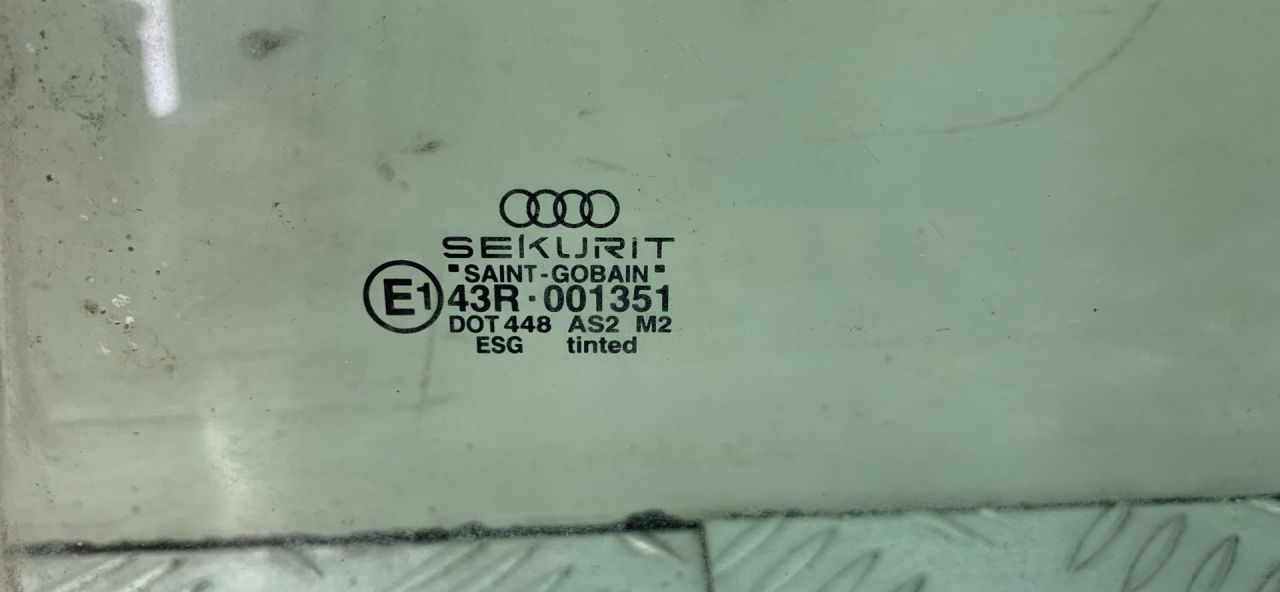 SEKURIT
"SAINT-GOBAIN"
E1 43R·001351
DOT 448 AS2 M2
ESG tinted